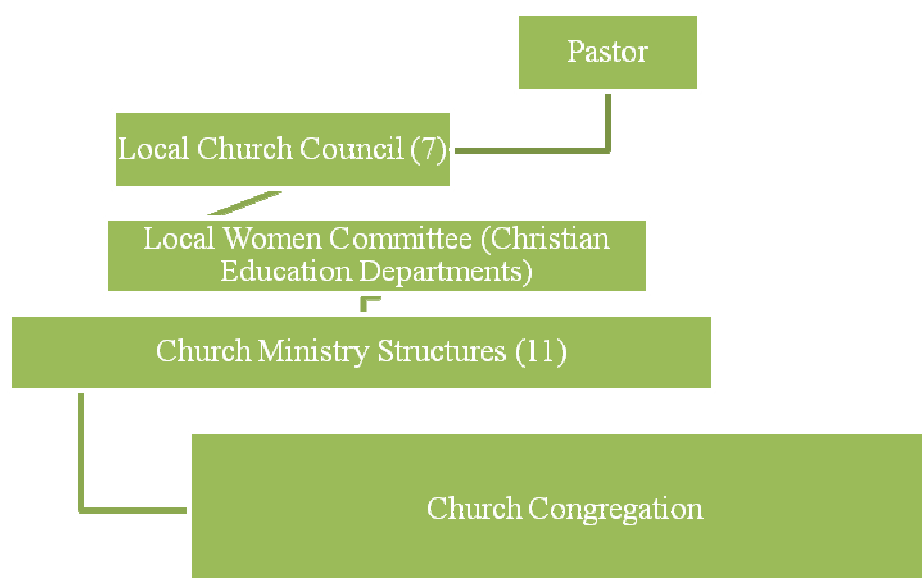 Pastor
Local Church Council (7)
Local Women Committee (Christian
Education Departments)
Church Ministry Structures (11)
Church Congregation